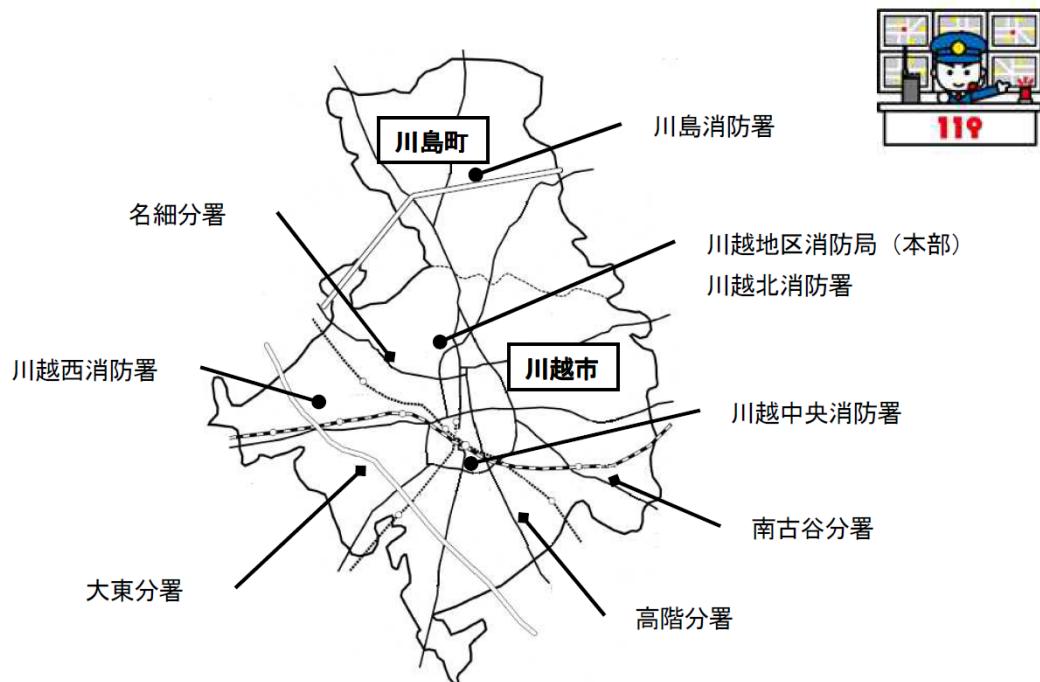 119
川島町
川島消防署
名細分署
川越地区消防局（本部）
川越北消防署
川越市
川越西消防署
川越中央消防署
南古谷分署
大東分署
高階分署